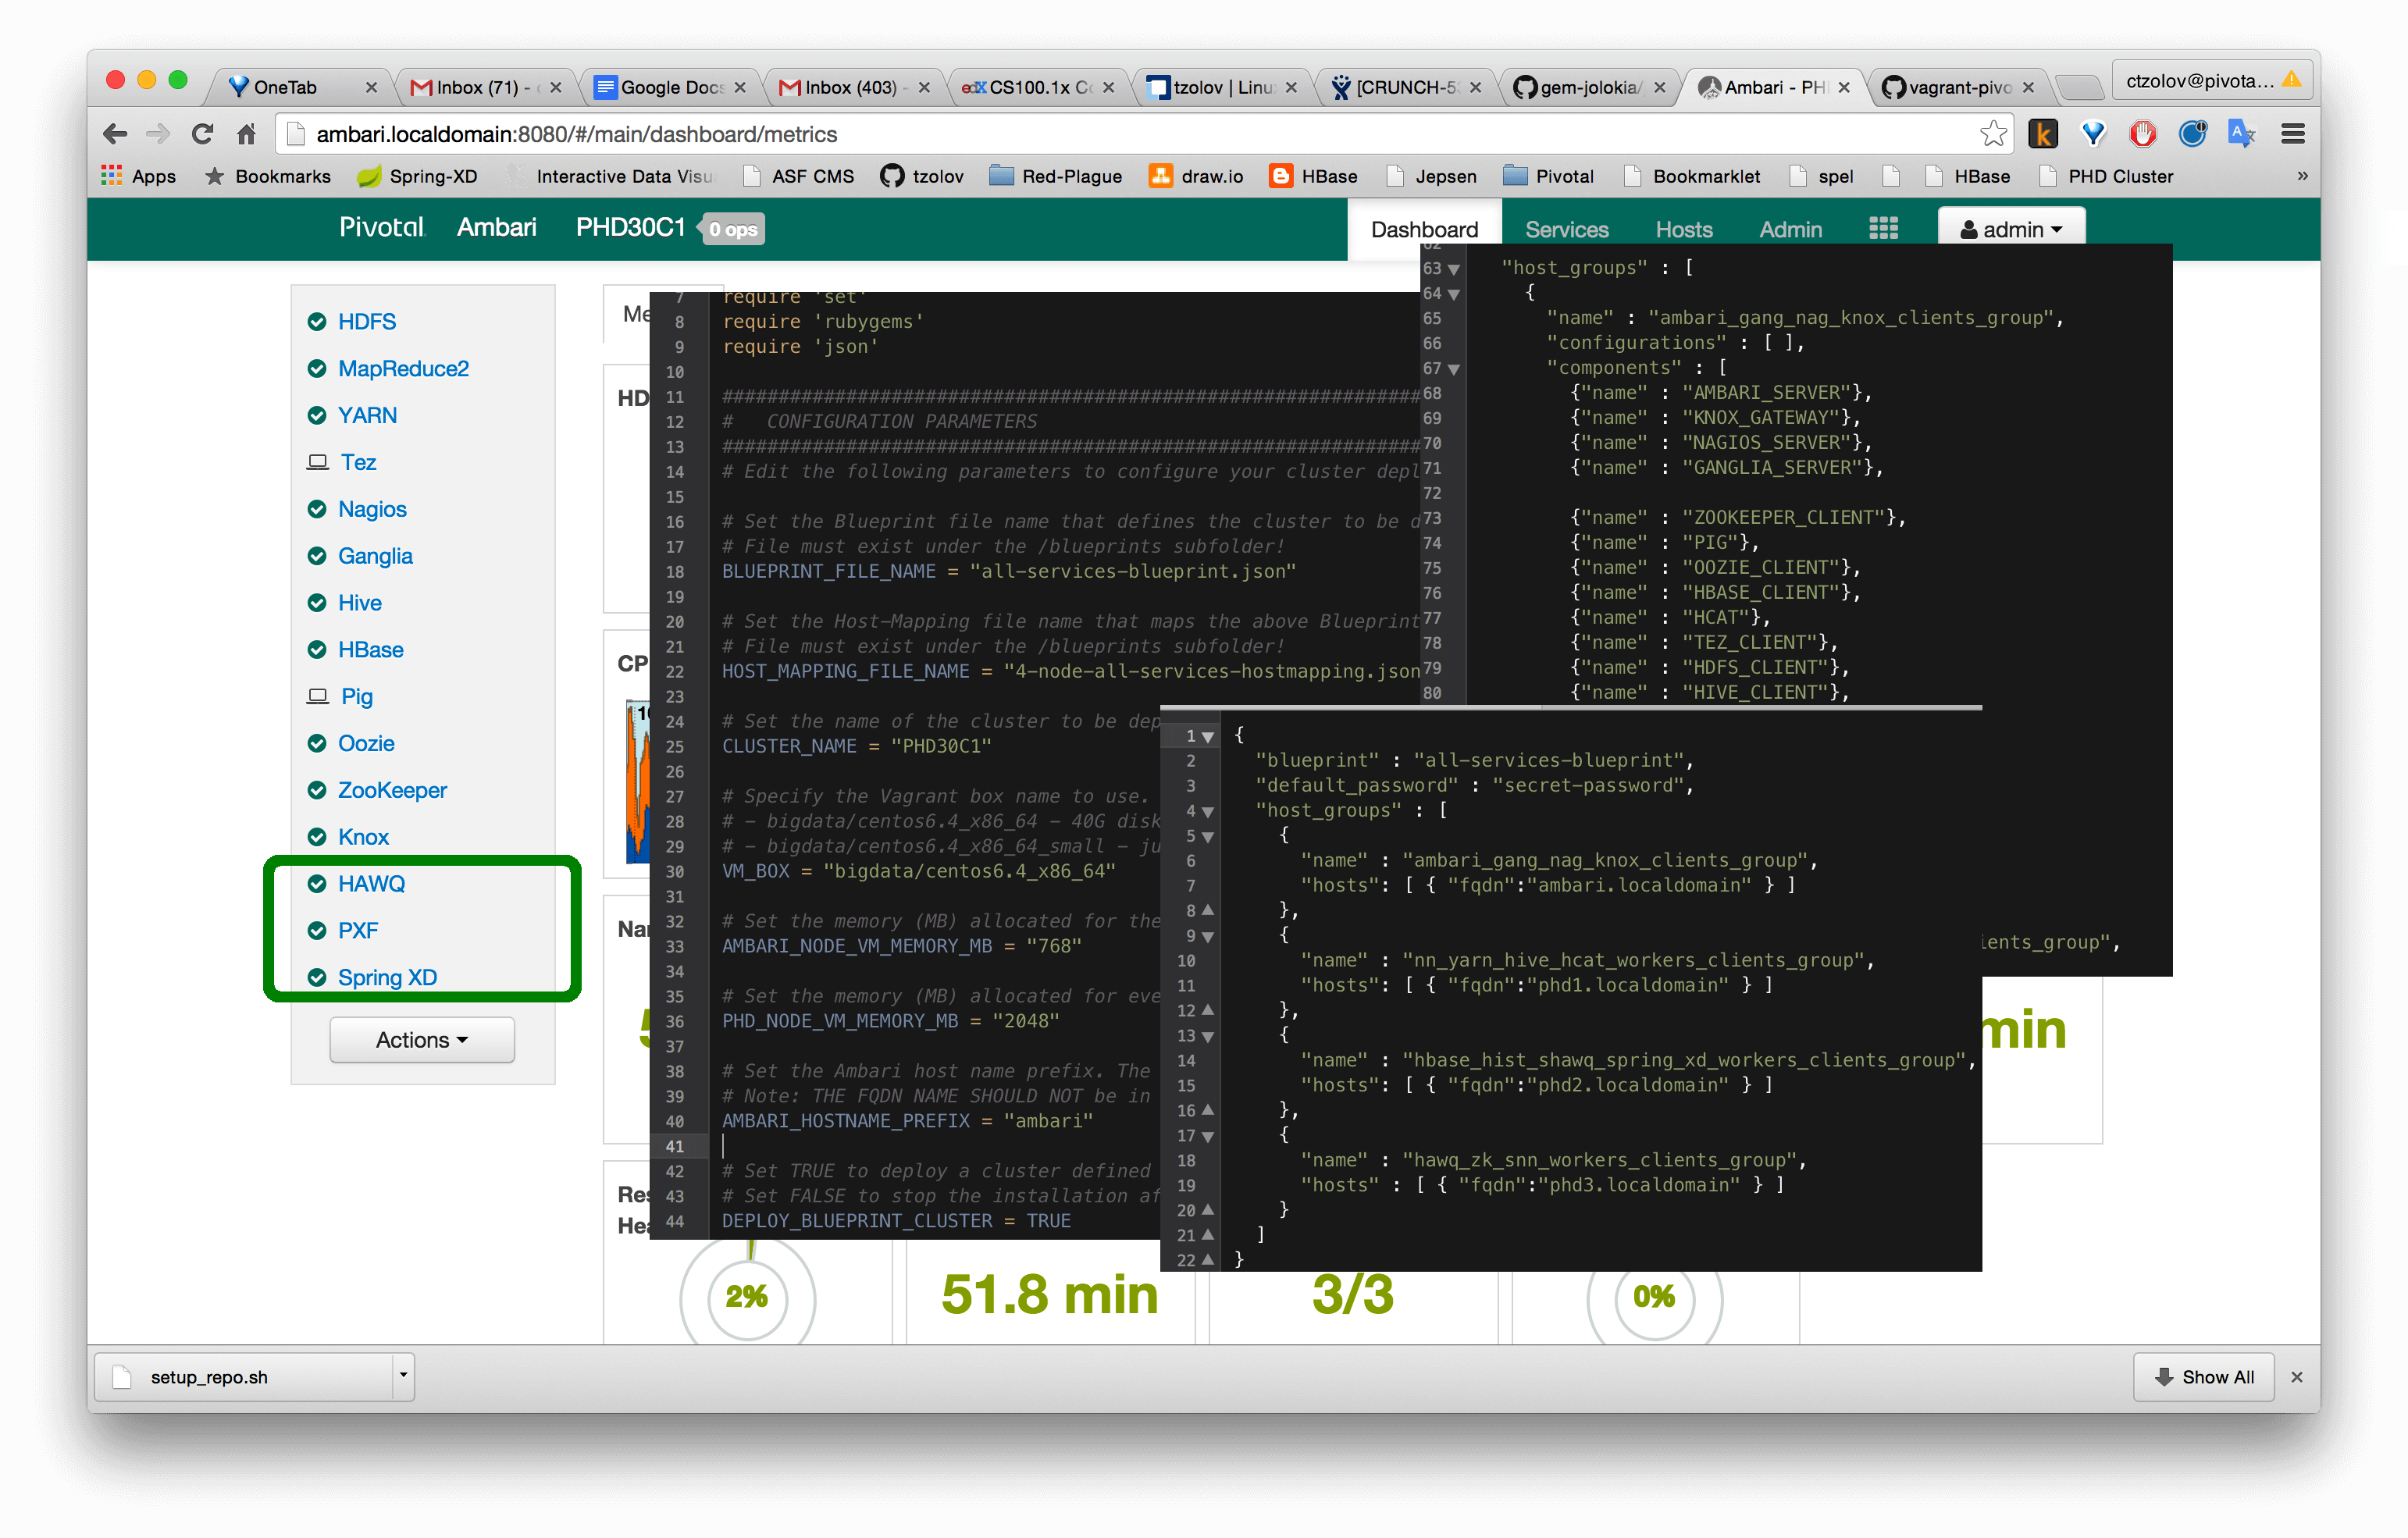 OneTab
Inbox (71) -
Google Docs
Inbox (403) -
edX CS100.1x
tzolov | Linu
[CRUNCH-5
gem-jolokia/
Ambari - PH
vagrant-pivo
ctzolov@pivota...
ambari.localdomain:8080/#/main/dashboard/metrics
Apps
Bookmarks
Spring-XD
Interactive Data Visu
ASF CMS
tzolov
Red-Plague
draw.io
HBase
Jepsen
Pivotal
Bookmarklet
spel
HBase
PHD Cluster
»
Pivotal Ambari PHD30C1 0 ops
Dashboard Services Hosts Admin admin
HDFS
MapReduce2
YARN
Tez
Nagios
Ganglia
Hive
HBase
Pig
Oozie
ZooKeeper
Knox
HAWQ
PXF
Spring XD
Actions
Me
HD
CP
Nar
Res
Hea
7 require 'set'
8 require 'rubygems'
9 require 'json'
10
11 ##############################################################
12 #   CONFIGURATION PARAMETERS
13 ##############################################################
14 # Edit the following parameters to configure your cluster depl
15
16 # Set the Blueprint file name that defines the cluster to be d
17 # File must exist under the /blueprints subfolder!
18 BLUEPRINT_FILE_NAME = "all-services-blueprint.json"
19
20 # Set the Host-Mapping file name that maps the above Blueprint
21 # File must exist under the /blueprints subfolder!
22 HOST_MAPPING_FILE_NAME = "4-node-all-services-hostmapping.json
23
24 # Set the name of the cluster to be dep
25 CLUSTER_NAME = "PHD30C1"
26
27 # Specify the Vagrant box name to use.
28 # - bigdata/centos6.4_x86_64 - 40G disk
29 # - bigdata/centos6.4_x86_64_small - ju
30 VM_BOX = "bigdata/centos6.4_x86_64"
31
32 # Set the memory (MB) allocated for the
33 AMBARI_NODE_VM_MEMORY_MB = "768"
34
35 # Set the memory (MB) allocated for eve
36 PHD_NODE_VM_MEMORY_MB = "2048"
37
38 # Set the Ambari host name prefix. The
39 # Note: THE FQDN NAME SHOULD NOT be in
40 AMBARI_HOSTNAME_PREFIX = "ambari"
41
42 # Set TRUE to deploy a cluster defined
43 # Set FALSE to stop the installation af
44 DEPLOY_BLUEPRINT_CLUSTER = TRUE
62
63 "host_groups" : [
64 {
65 "name" : "ambari_gang_nag_knox_clients_group",
66 "configurations" : [ ],
67 "components" : [
68 {"name" : "AMBARI_SERVER"},
69 {"name" : "KNOX_GATEWAY"},
70 {"name" : "NAGIOS_SERVER"},
71 {"name" : "GANGLIA_SERVER"},
72
73 {"name" : "ZOOKEEPER_CLIENT"},
74 {"name" : "PIG"},
75 {"name" : "OOZIE_CLIENT"},
76 {"name" : "HBASE_CLIENT"},
77 {"name" : "HCAT"},
78 {"name" : "TEZ_CLIENT"},
79 {"name" : "HDFS_CLIENT"},
80 {"name" : "HIVE_CLIENT"},
ients_group",
1 {
2 "blueprint" : "all-services-blueprint",
3 "default_password" : "secret-password",
4 "host_groups" : [
5 {
6 "name" : "ambari_gang_nag_knox_clients_group",
7 "hosts": [ { "fqdn":"ambari.localdomain" } ]
8 },
9 {
10 "name" : "nn_yarn_hive_hcat_workers_clients_group",
11 "hosts": [ { "fqdn":"phd1.localdomain" } ]
12 },
13 {
14 "name" : "hbase_hist_shawq_spring_xd_workers_clients_group",
15 "hosts": [ { "fqdn":"phd2.localdomain" } ]
16 },
17 {
18 "name" : "hawq_zk_snn_workers_clients_group",
19 "hosts" : [ { "fqdn":"phd3.localdomain" } ]
20 }
21 ]
22 }
min
2%
51.8 min
3/3
0%
setup_repo.sh
Show All